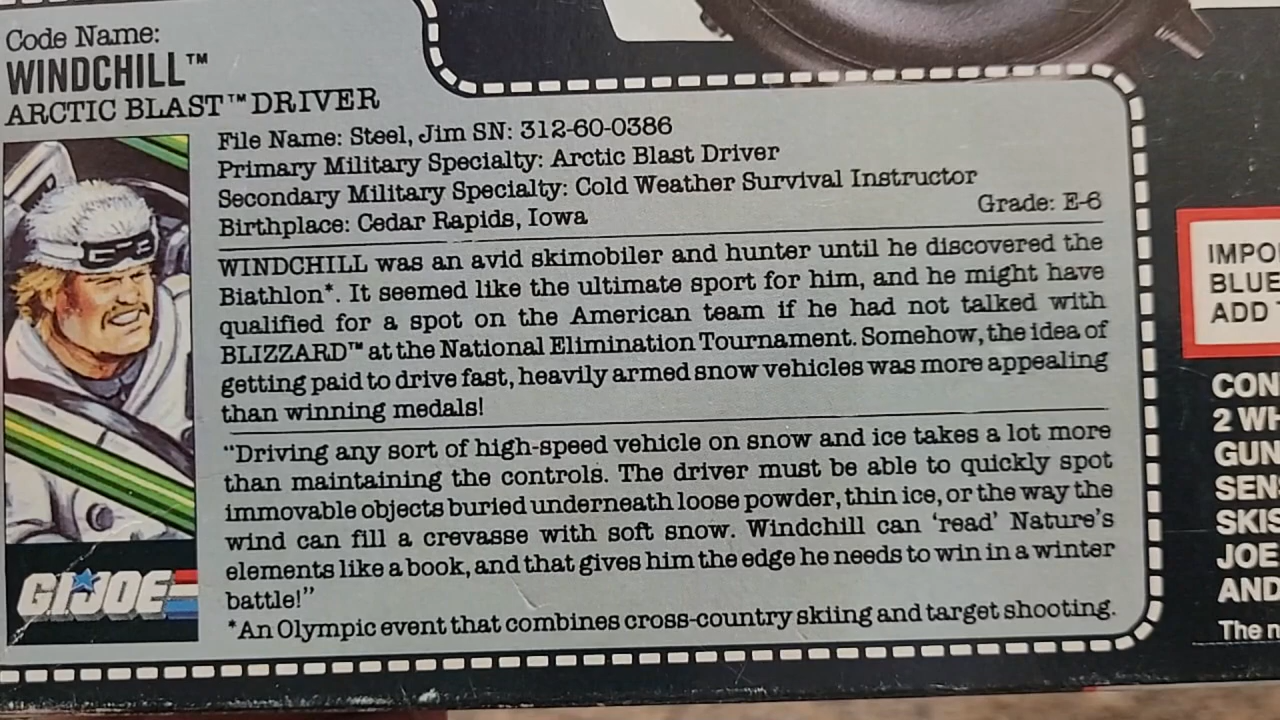 Code Name:
WINDCHILL™
ARCTIC BLAST™ DRIVER
File Name: Steel, Jim SN: 312-60-0386
Primary Military Specialty: Arctic Blast Driver
Secondary Military Specialty: Cold Weather Survival Instructor
Birthplace: Cedar Rapids, Iowa Grade: E-6
WINDCHILL was an avid skimobiler and hunter until he discovered the
Biathlon*. It seemed like the ultimate sport for him, and he might have
qualified for a spot on the American team if he had not talked with
BLIZZARD™ at the National Elimination Tournament. Somehow, the idea of
getting paid to drive fast, heavily armed snow vehicles was more appealing
than winning medals!
"Driving any sort of high-speed vehicle on snow and ice takes a lot more
than maintaining the controls. The driver must be able to quickly spot
immovable objects buried underneath loose powder, thin ice, or the way the
wind can fill a crevasse with soft snow. Windchill can 'read' Nature's
elements like a book, and that gives him the edge he needs to win in a winter
battle!"
*An Olympic event that combines cross-country skiing and target shooting.
GI JOE
IMPO
BLUE
ADD
CON
2 WH
GUN
SENS
SKIS
JOE
AND
The n